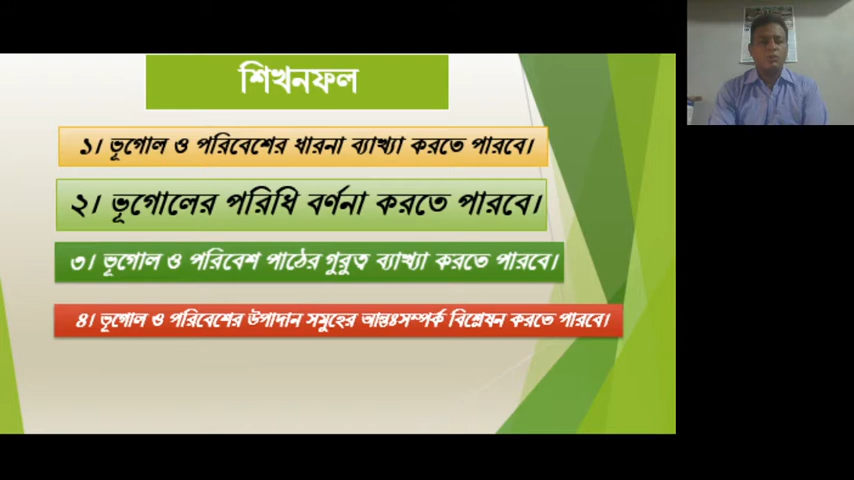 শিখনফল
১। ভূগোল ও পরিবেশের ধারনা ব্যাখ্যা করতে পারবে।
২। ভূগোলের পরিধি বর্ণনা করতে পারবে।
৩। ভূগোল ও পরিবেশ পাঠের গুরুত্ব ব্যাখ্যা করতে পারবে।
৪। ভূগোল ও পরিবেশের উপাদান সমুহের আন্তঃসম্পর্ক বিশ্লেষন করতে পারবে।